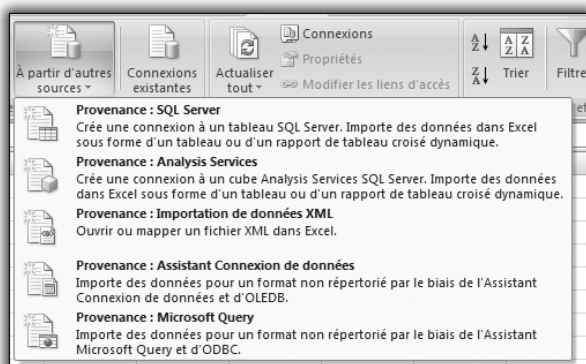 À partir d'autres
sources
Connexions
existantes
Actualiser
tout
Connexions
Propriétés
Modifier les liens d'accès
A
Z
Z
A
A Z
Z A
Trier
Filtre
Provenance : SQL Server
Crée une connexion à un tableau SQL Server. Importe des données dans Excel
sous forme d'un tableau ou d'un rapport de tableau croisé dynamique.
Provenance : Analysis Services
Crée une connexion à un cube Analysis Services SQL Server. Importe des données
dans Excel sous forme d'un tableau ou d'un rapport de tableau croisé dynamique.
Provenance : Importation de données XML
Ouvrir ou mapper un fichier XML dans Excel.
Provenance : Assistant Connexion de données
Importe des données pour un format non répertorié par le biais de l'Assistant
Connexion de données et d'OLEDB.
Provenance : Microsoft Query
Importe des données pour un format non répertorié par le biais de l'Assistant
Microsoft Query et d'ODBC.